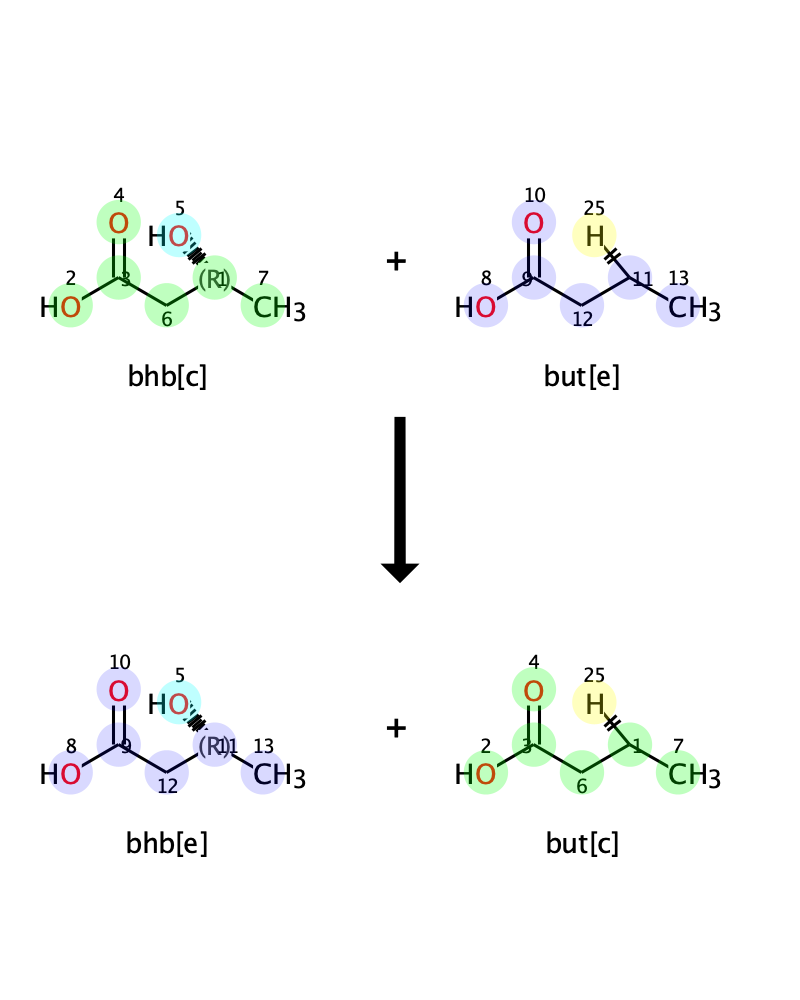 4 5 10 25
O HO O H
2 3 (R)1 7 8 9 11 13
HO 6 CH3 HO 12 CH3
+
bhb[c] but[e]
10 5 4 25
O HO O H
8 9 (R)11 13 2 3 1 7
HO 12 CH3 HO 6 CH3
+
bhb[e] but[c]